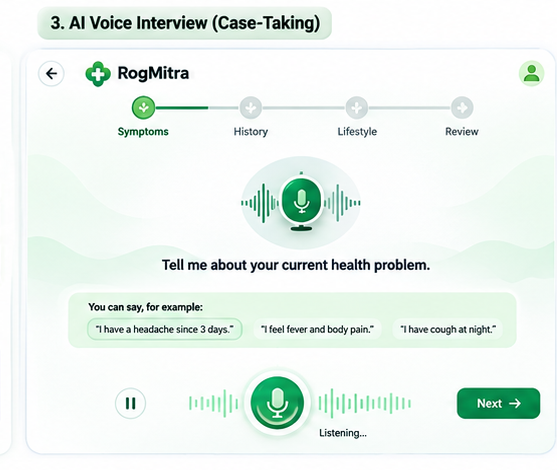 3. AI Voice Interview (Case-Taking)
RogMitra
Symptoms History Lifestyle Review
Tell me about your current health problem.
You can say, for example:
"I have a headache since 3 days." "I feel fever and body pain." "I have cough at night."
Next →
Listening...